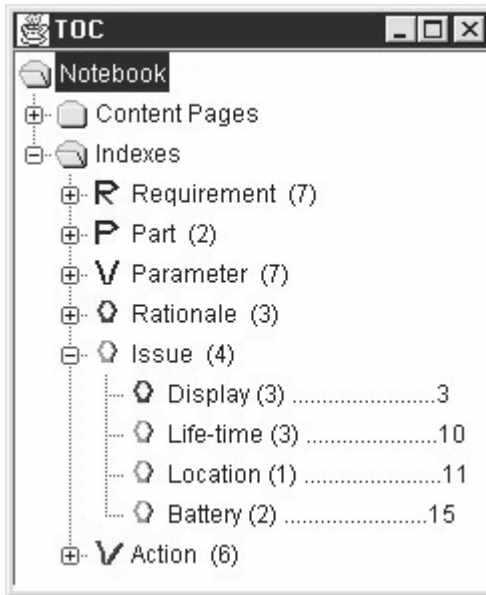 TOC
Notebook
Content Pages
Indexes
R Requirement (7)
P Part (2)
V Parameter (7)
Rationale (3)
Issue (4)
Display (3) ......................3
Life-time (3) .....................10
Location (1) ......................11
Battery (2) .......................15
V Action (6)